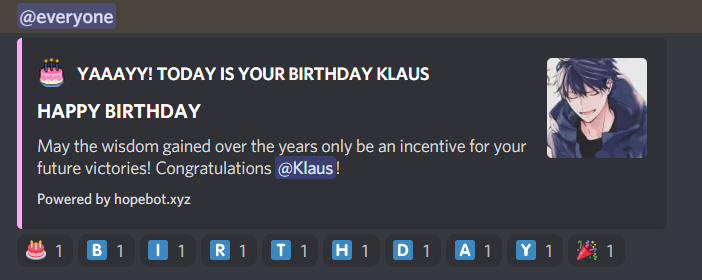 @everyone
YAAAYY! TODAY IS YOUR BIRTHDAY KLAUS
HAPPY BIRTHDAY
May the wisdom gained over the years only be an incentive for your
future victories! Congratulations @Klaus!
Powered by hopebot.xyz
1 B 1 I 1 R 1 T 1 H 1 D 1 A 1 Y 1 1